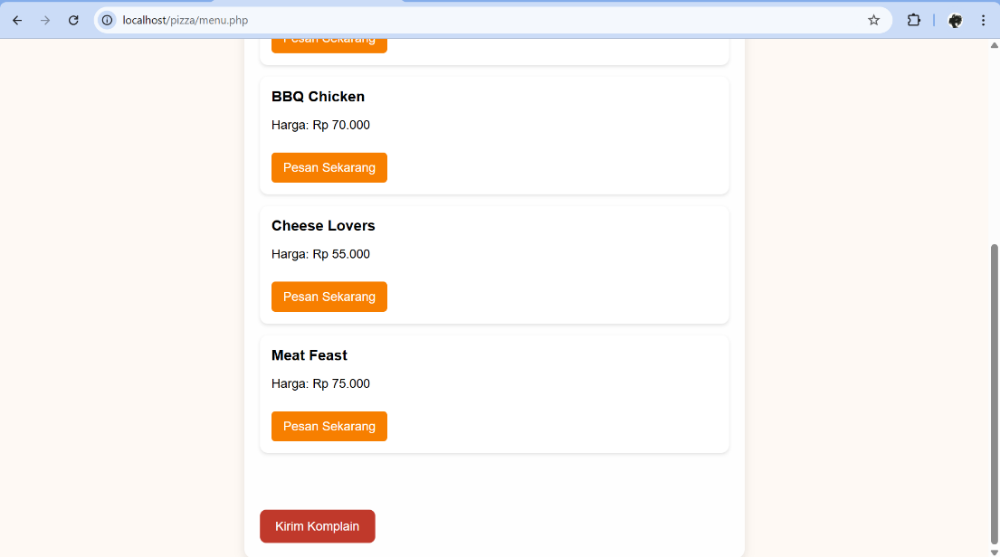 localhost/pizza/menu.php
Pesan Sekarang
BBQ Chicken
Harga: Rp 70.000
Pesan Sekarang
Cheese Lovers
Harga: Rp 55.000
Pesan Sekarang
Meat Feast
Harga: Rp 75.000
Pesan Sekarang
Kirim Komplain